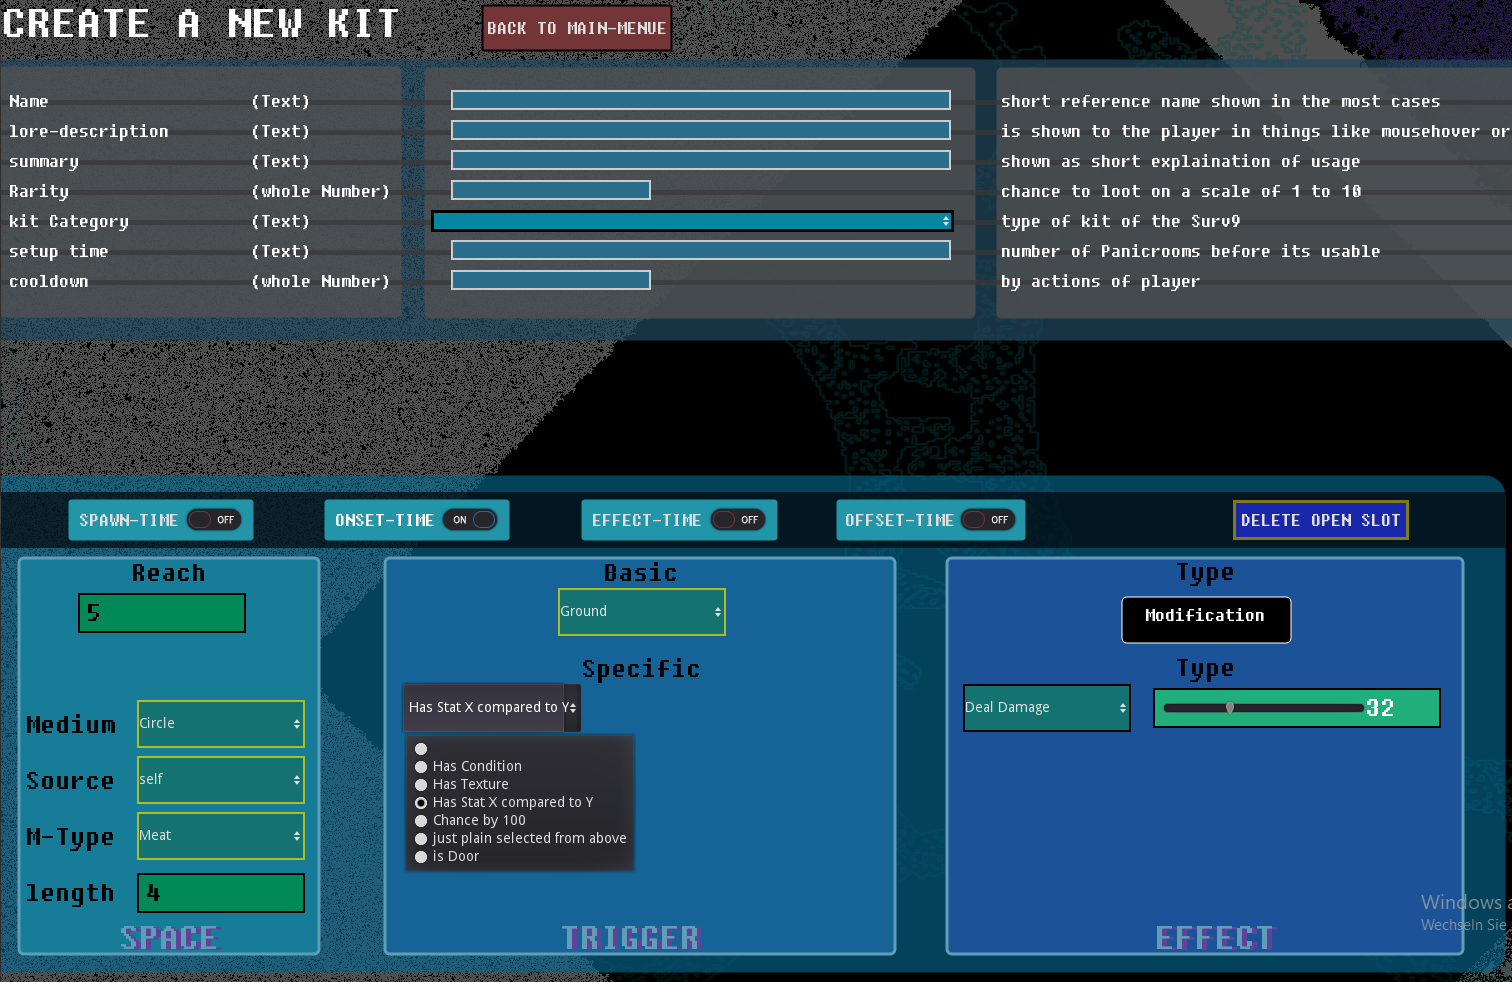 CREATE A NEW KIT
BACK TO MAIN-MENUE
Name (Text) short reference name shown in the most cases
lore-description (Text) is shown to the player in things like mousehover or
summary (Text) shown as short explaination of usage
Rarity (whole Number) chance to loot on a scale of 1 to 10
kit Category (Text) type of kit of the Surv9
setup time (Text) number of Panicrooms before its usable
cooldown (whole Number) by actions of player
SPAWN-TIME OFF ONSET-TIME ON EFFECT-TIME OFF OFFSET-TIME OFF DELETE OPEN SLOT
Reach
5
Medium Circle
Source self
M-Type Meat
length 4
SPACE
Basic
Ground
Specific
Has Stat X compared to Y
Has Condition
Has Texture
Has Stat X compared to Y
Chance by 100
just plain selected from above
is Door
TRIGGER
Type
Modification
Type
Deal Damage 32
EFFECT
Windows a
Wechseln Sie